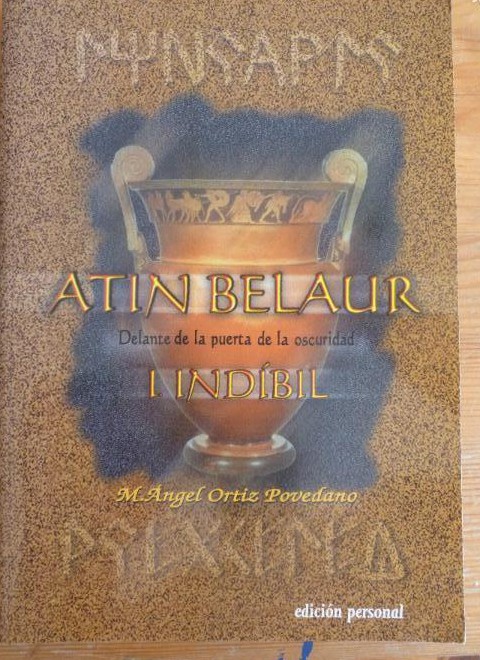 ATIN BELAUR
Delante de la puerta de la oscuridad
I INDÍBIL
M.Ángel Ortiz Povedano
edición personal